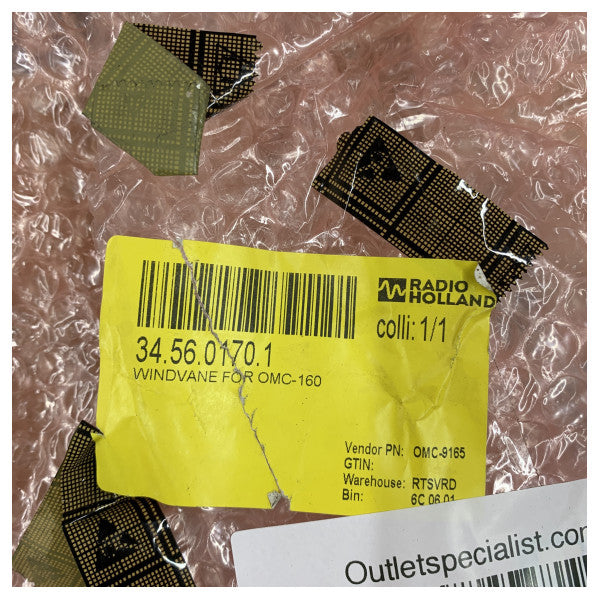 RADIO
HOLLAND
colli: 1/1
34.56.0170.1
WINDVANE FOR OMC-160
Vendor PN: OMC-9165
GTIN:
Warehouse: RTSVRD
Bin: 6C 06 01
Outletspecialist.com